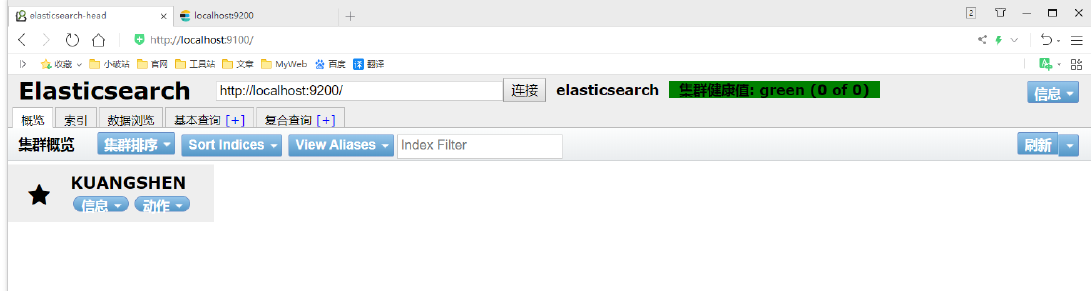 elasticsearch-head × localhost:9200 × + 2
http://localhost:9100/
收藏 小破站 官网 工具站 文章 MyWeb 百度 译 翻译
Elasticsearch http://localhost:9200/ 连接 elasticsearch 集群健康值: green (0 of 0) 信息
概览 索引 数据浏览 基本查询 [+] 复合查询 [+]
集群概览 集群排序 Sort Indices View Aliases Index Filter 刷新
KUANGSHEN
信息 动作